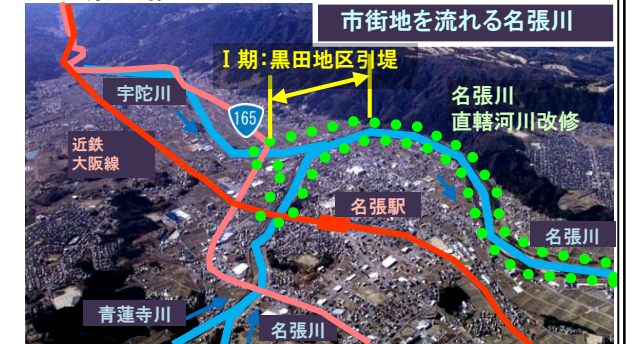 市街地を流れる名張川
Ⅰ期：黒田地区引堤
宇陀川
165
名張川
直轄河川改修
近鉄
大阪線
名張駅
名張川
青蓮寺川
名張川